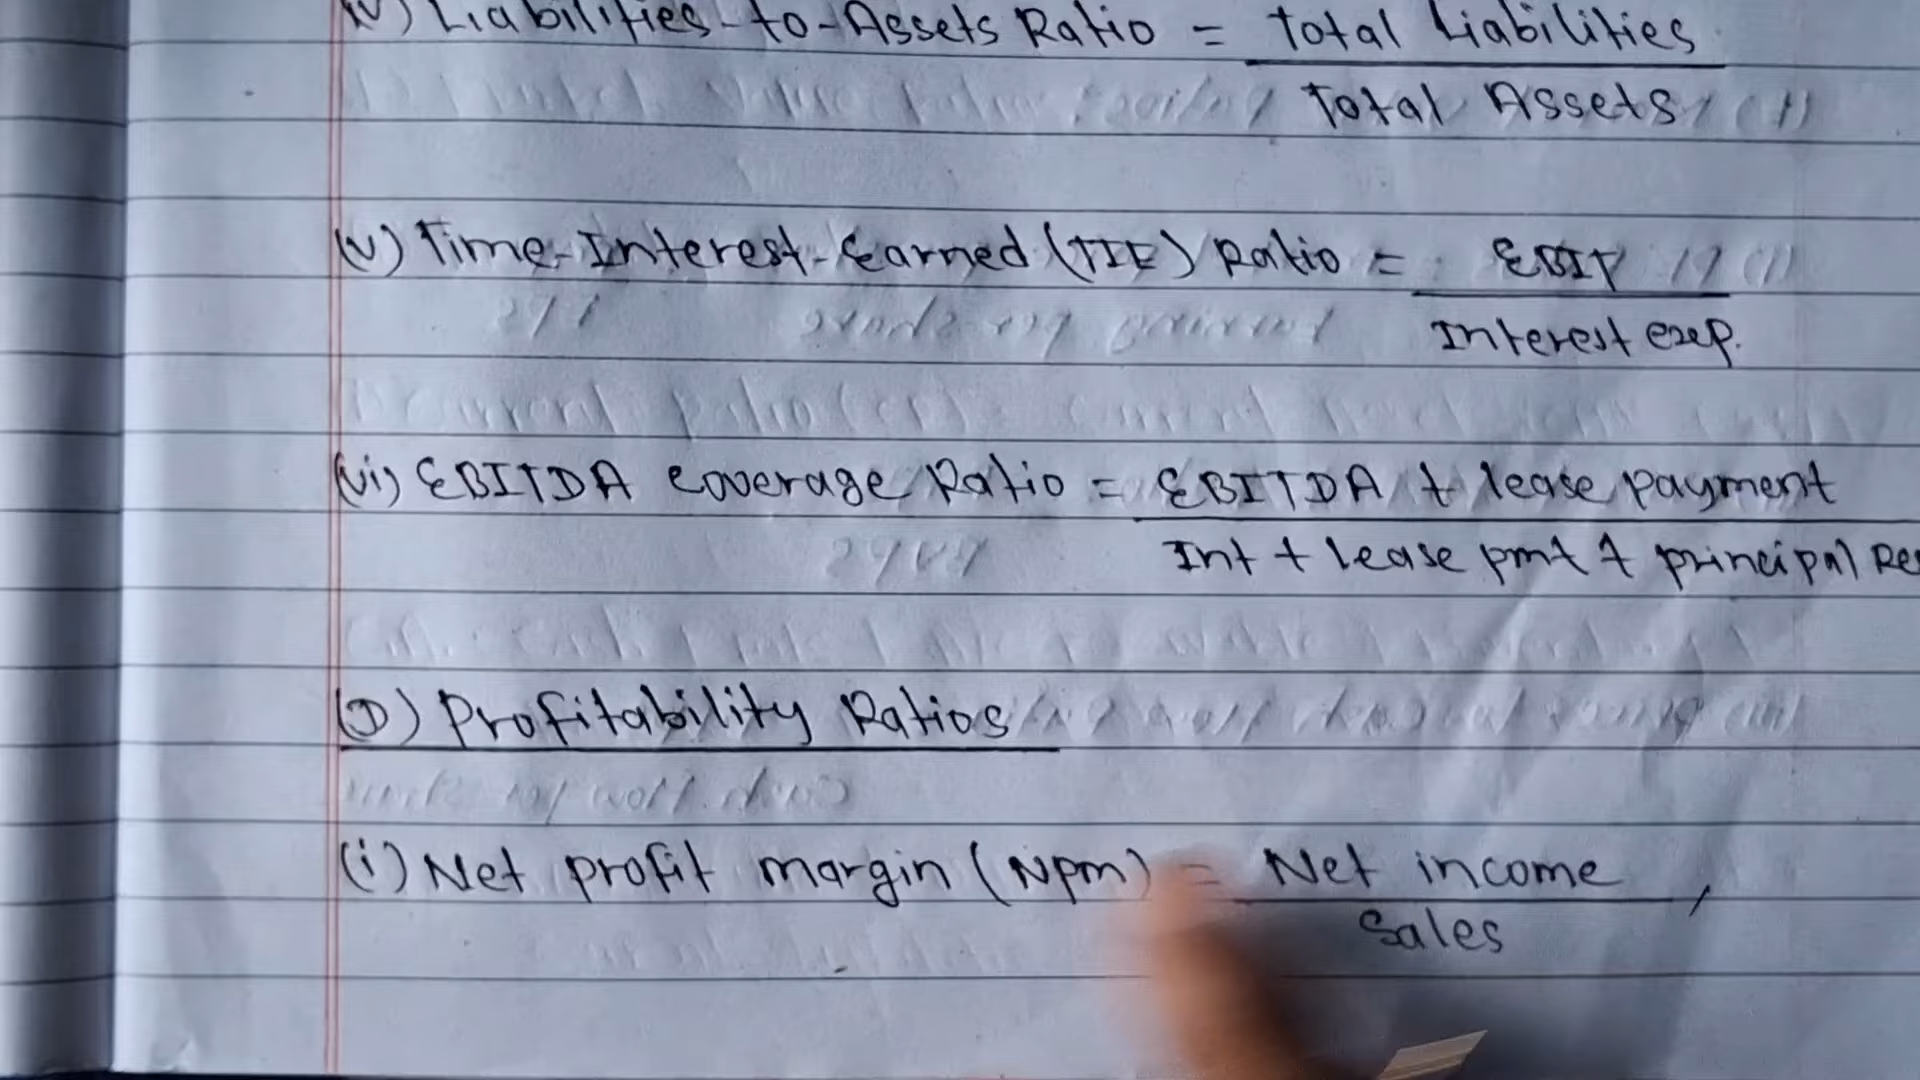 iv) Liabilities-to-Assets Ratio = Total Liabilities
Total Assets
(v) Time-Interest-Earned (TIE) Ratio = EBIT
Interest exp.
(vi) EBITDA coverage Ratio = EBITDA + lease payment
Int + lease pmt + principal Re
(D) Profitability Ratios
(i) Net profit margin (NPM) = Net income
Sales